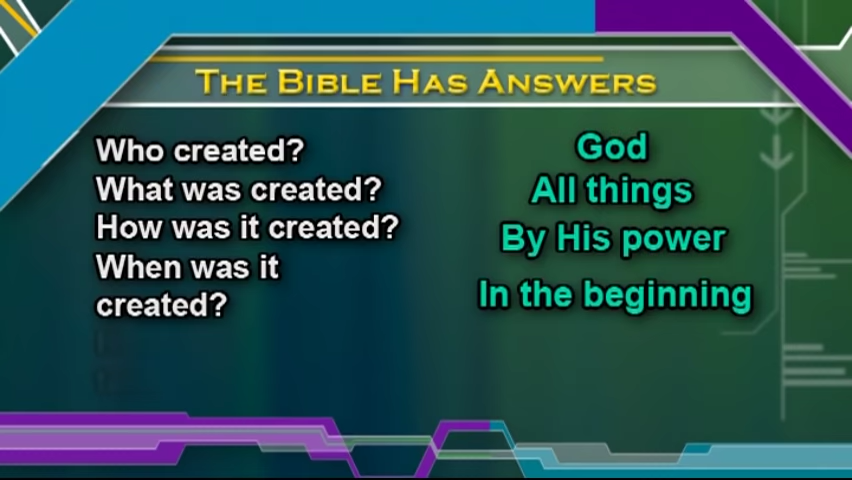 THE BIBLE HAS ANSWERS
Who created?
God
What was created?
All things
How was it created?
By His power
When was it
created?
In the beginning